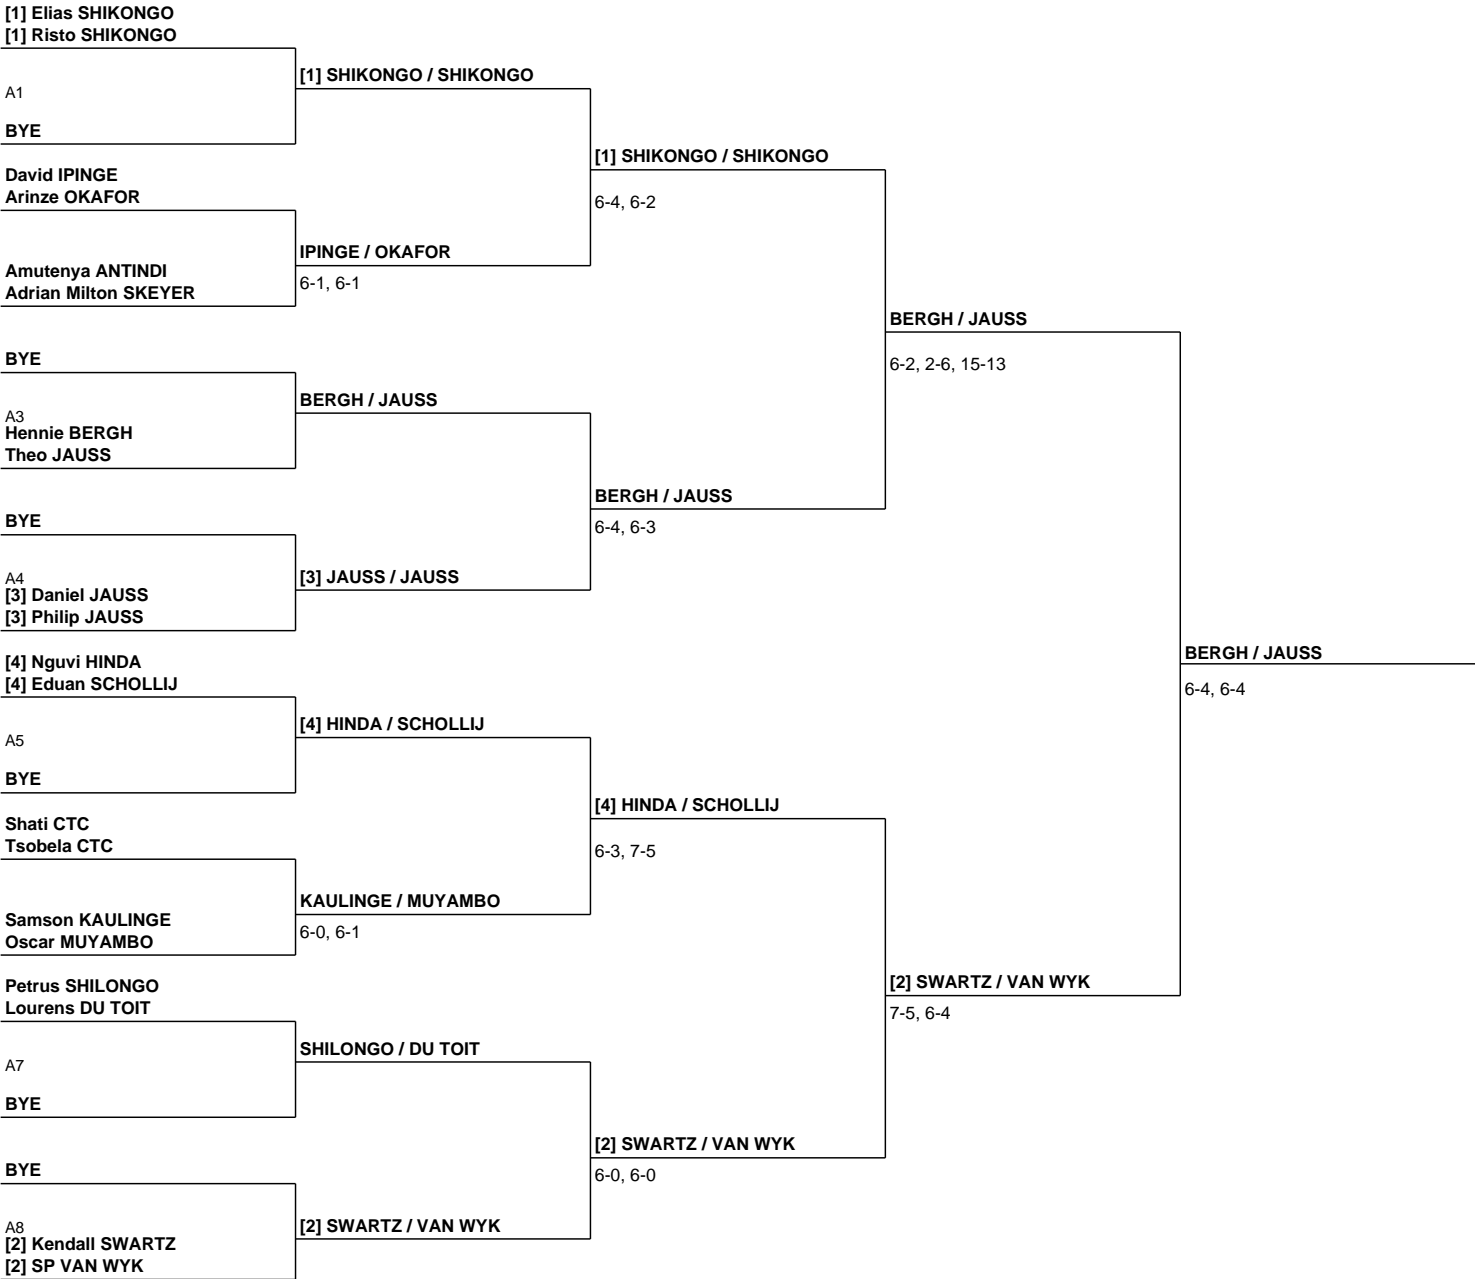 [1] Elias SHIKONGO
[1] Risto SHIKONGO
[1] SHIKONGO / SHIKONGO
A1
BYE
[1] SHIKONGO / SHIKONGO
David IPINGE
Arinze OKAFOR
6-4, 6-2
IPINGE / OKAFOR
Amutenya ANTINDI
6-1, 6-1
Adrian Milton SKEYER
BERGH / JAUSS
BYE
6-2, 2-6, 15-13
BERGH / JAUSS
A3
Hennie BERGH
Theo JAUSS
BERGH / JAUSS
BYE
6-4, 6-3
A4
[3] JAUSS / JAUSS
[3] Daniel JAUSS
[3] Philip JAUSS
BERGH / JAUSS
[4] Nguvi HINDA
[4] Eduan SCHOLLIJ
6-4, 6-4
[4] HINDA / SCHOLLIJ
A5
BYE
[4] HINDA / SCHOLLIJ
Shati CTC
Tsobela CTC
6-3, 7-5
KAULINGE / MUYAMBO
Samson KAULINGE
6-0, 6-1
Oscar MUYAMBO
[2] SWARTZ / VAN WYK
Petrus SHILONGO
Lourens DU TOIT
7-5, 6-4
SHILONGO / DU TOIT
A7
BYE
[2] SWARTZ / VAN WYK
BYE
6-0, 6-0
A8
[2] SWARTZ / VAN WYK
[2] Kendall SWARTZ
[2] SP VAN WYK